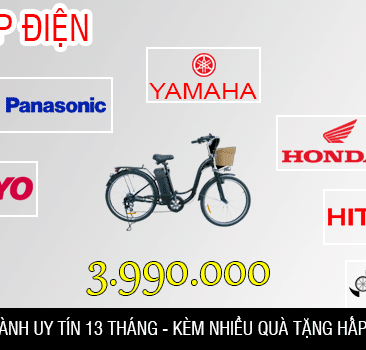 P ĐIỆN
YAMAHA
Panasonic
HONDA
YO
HIT
3.990.000
ÀNH UY TÍN 13 THÁNG - KÈM NHIỀU QUÀ TẶNG HẤP